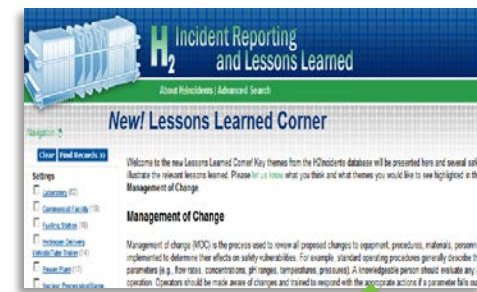 H2 Incident Reporting
and Lessons Learned
About H2Incidents | Advanced Search
New! Lessons Learned Corner
Navigation
Clear Find Records >>
Settings
Laboratory
Commercial Facility
Fueling Station
Hydrogen Delivery
Vehicle/Tube Trailer
Power Plant
Welcome to the new Lessons Learned Corner! Key themes from the H2Incidents database will be presented here and several saf
illustrate the relevant lessons learned. Please let us know what you think and what themes you would like to see highlighted in th
Management of Change.
Management of Change
Management of change (MOC) is the process used to review all proposed changes to equipment, procedures, materials, personn
implemented to determine their effects on safety vulnerabilities. For example, standard operating procedures generally describe th
parameters (e.g., flow rates, concentrations, pH ranges, temperatures, pressures). A knowledgeable person should evaluate any
operation. Operators should be made aware of changes and trained to respond with the appropriate actions if a parameter falls ou